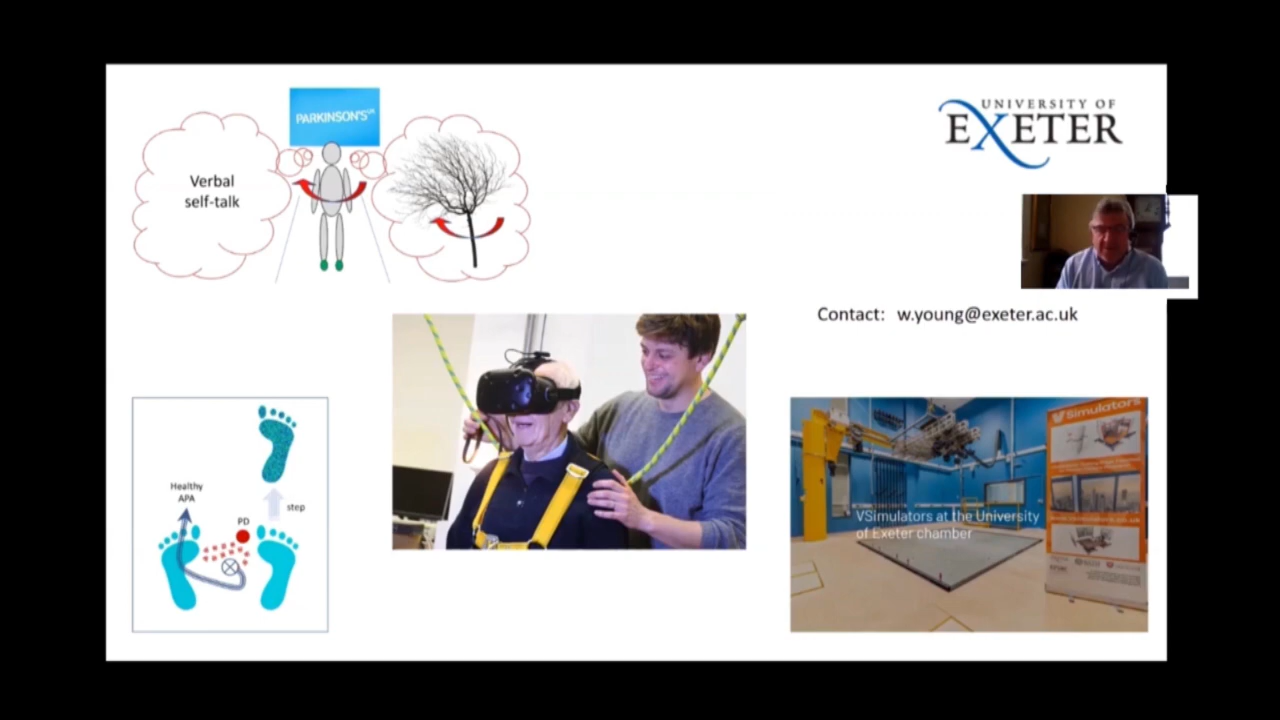 PARKINSON'S UK
Verbal
self-talk
UNIVERSITY OF
EXETER
Contact: w.young@exeter.ac.uk
Healthy
APA
step
PD
VSimulators
VSimulators at the University
of Exeter chamber